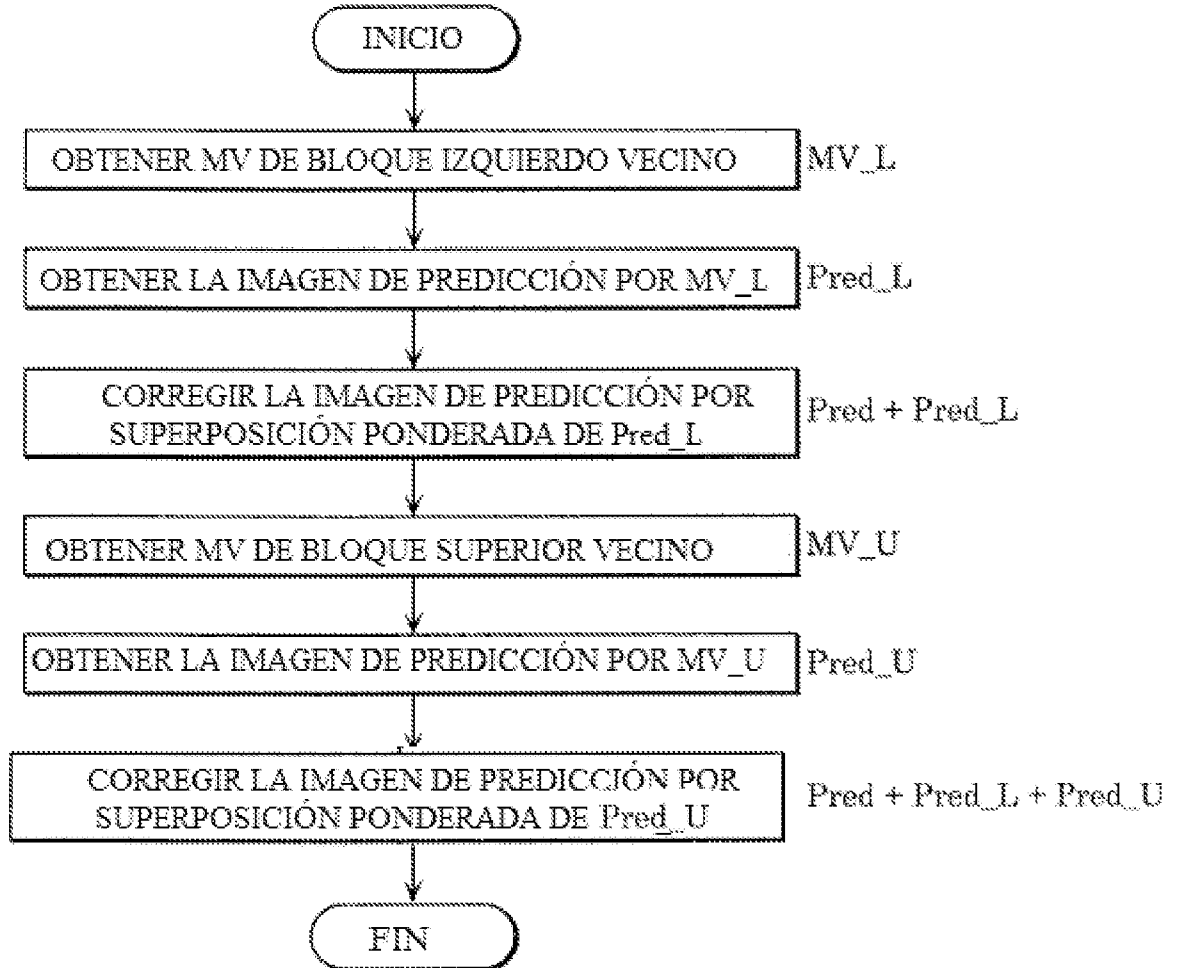 INICIO
OBTENER MV DE BLOQUE IZQUIERDO VECINO
MV_L
OBTENER LA IMAGEN DE PREDICCIÓN POR MV_L
Pred_L
CORREGIR LA IMAGEN DE PREDICCIÓN POR
SUPERPOSICIÓN PONDERADA DE Pred_L
Pred + Pred_L
OBTENER MV DE BLOQUE SUPERIOR VECINO
MV_U
OBTENER LA IMAGEN DE PREDICCIÓN POR MV_U
Pred_U
CORREGIR LA IMAGEN DE PREDICCIÓN POR
SUPERPOSICIÓN PONDERADA DE Pred_U
Pred + Pred_L + Pred_U
FIN